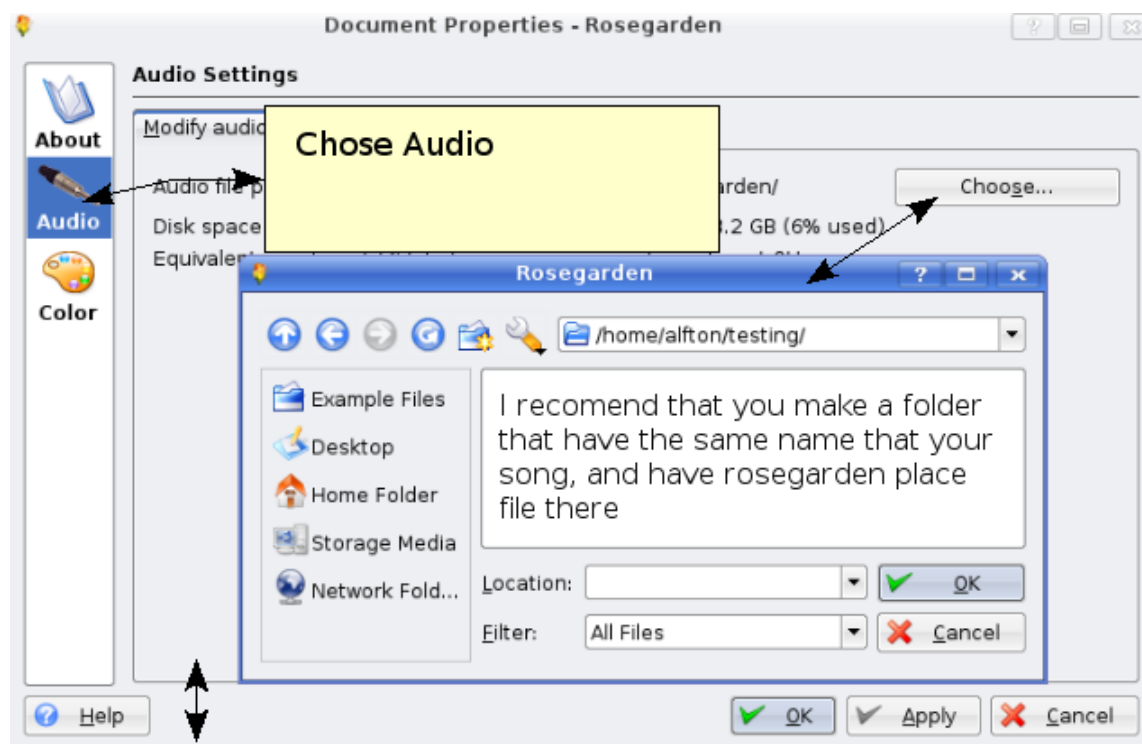 Document Properties - Rosegarden
Audio Settings
About
Audio
Color
Modify audio
Chose Audio
Audio file p
rden/
Choose...
Disk space
.2 GB (6% used)
Rosegarden
/home/alfton/testing/
Example Files
Desktop
Home Folder
Storage Media
Network Fold...
I recomend that you make a folder
that have the same name that your
song, and have rosegarden place
file there
Location:
OK
Filter:
All Files
Cancel
Help
OK
Apply
Cancel